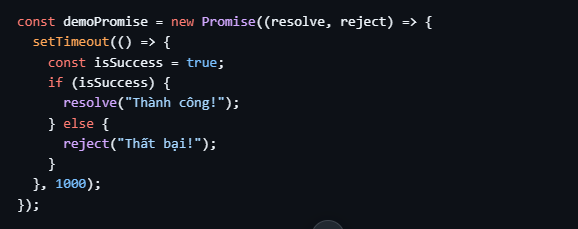 const demoPromise = new Promise((resolve, reject) => {
  setTimeout(() => {
    const isSuccess = true;
    if (isSuccess) {
      resolve("Thành công!");
    } else {
      reject("Thất bại!");
    }
  }, 1000);
});